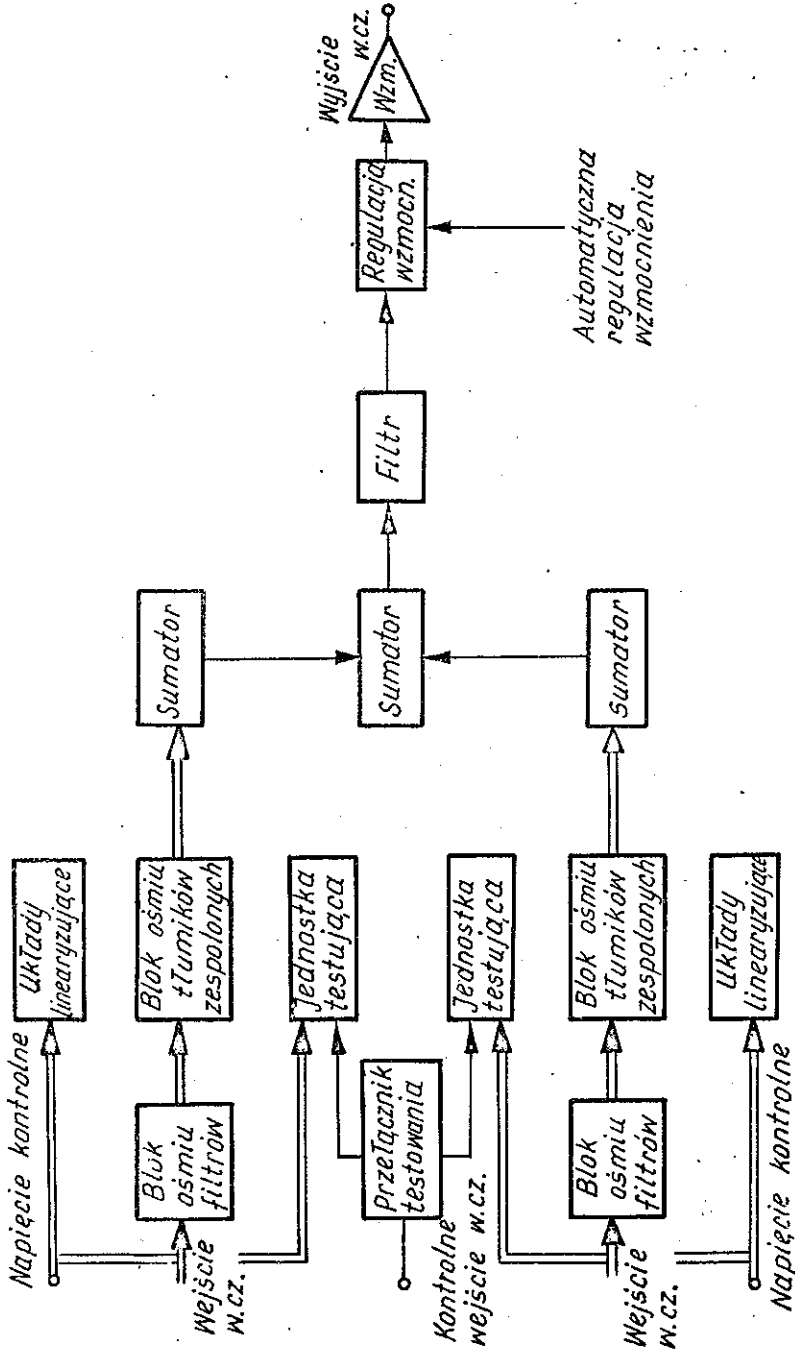 Napięcie kontrolne
Układy
linearyzujące
Wejście
w.cz.
Blok
ośmiu
filtrów
Blok ośmiu
tłumików
zespolonych
Sumator
Jednostka
testująca
Przełącznik
testowania
Kontrolne
wejście w.cz.
Jednostka
testująca
Sumator
Filtr
Regulacja
wzmocn.
Wzm.
Wyjście
w.cz.
Automatyczna
regulacja
wzmocnienia
Wejście
w.cz.
Blok
ośmiu
filtrów
Blok ośmiu
tłumików
zespolonych
sumator
Napięcie kontrolne
Układy
linearyzujące